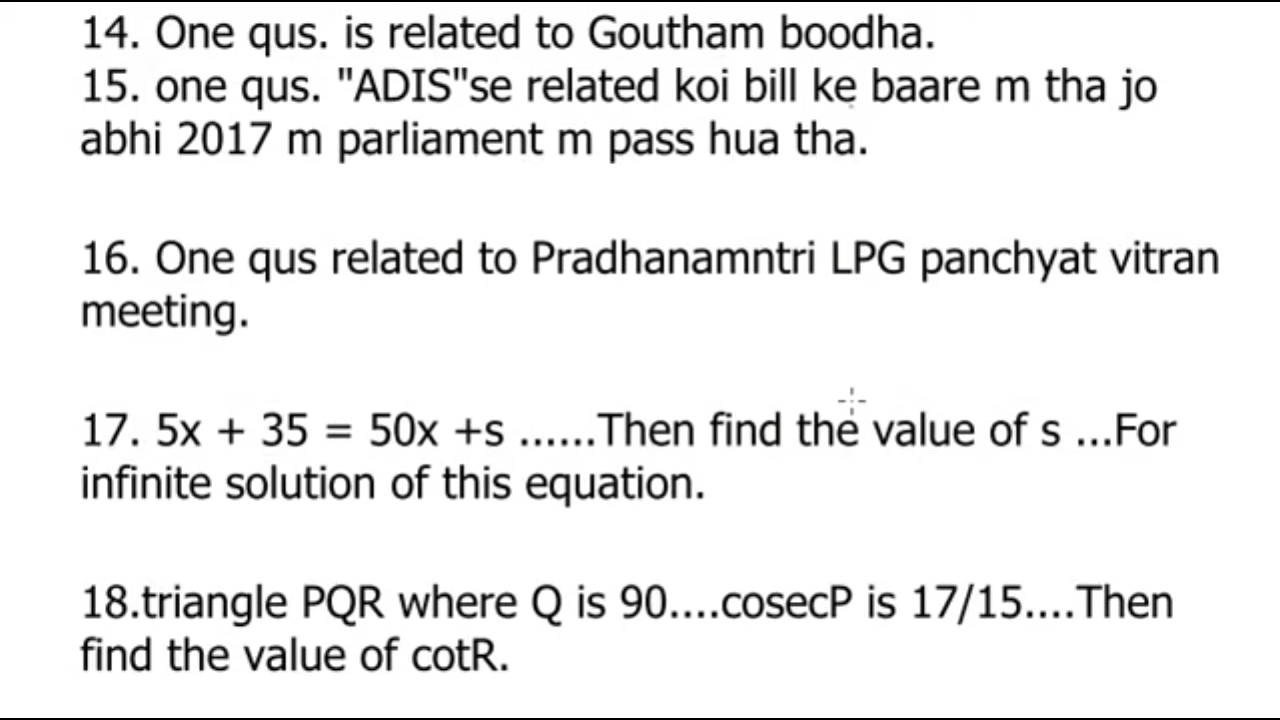 14. One qus. is related to Goutham boodha.
15. one qus. "ADIS"se related koi bill ke baare m tha jo
abhi 2017 m parliament m pass hua tha.
16. One qus related to Pradhanamntri LPG panchyat vitran
meeting.
17. 5x + 35 = 50x +s ......Then find the value of s ...For
infinite solution of this equation.
18.triangle PQR where Q is 90....cosecP is 17/15....Then
find the value of cotR.